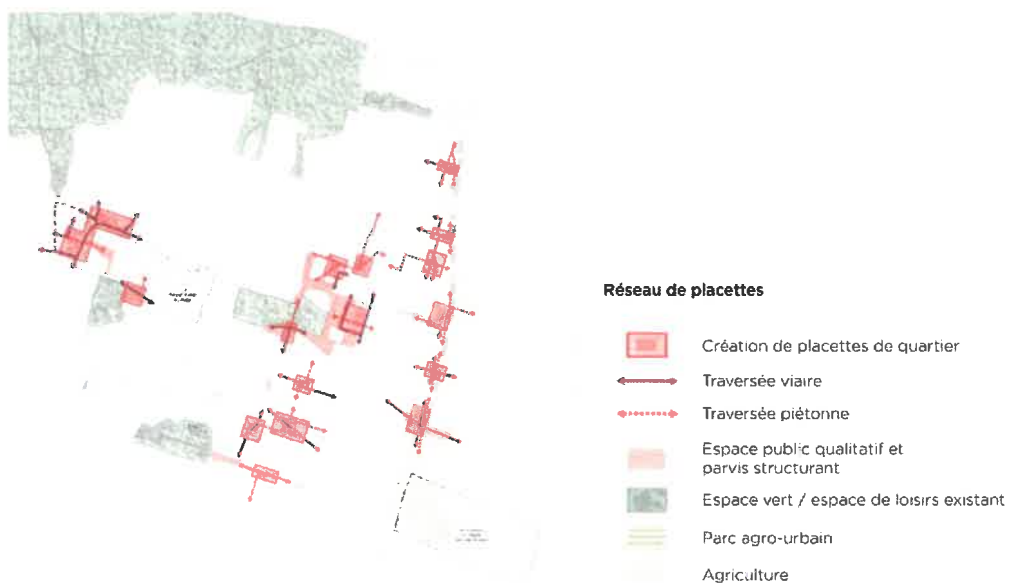 Réseau de placettes
Création de placettes de quartier
Traversée viaire
Traversée piétonne
Espace public qualitatif et
parvis structurant
Espace vert / espace de loisirs existant
Parc agro-urbain
Agriculture